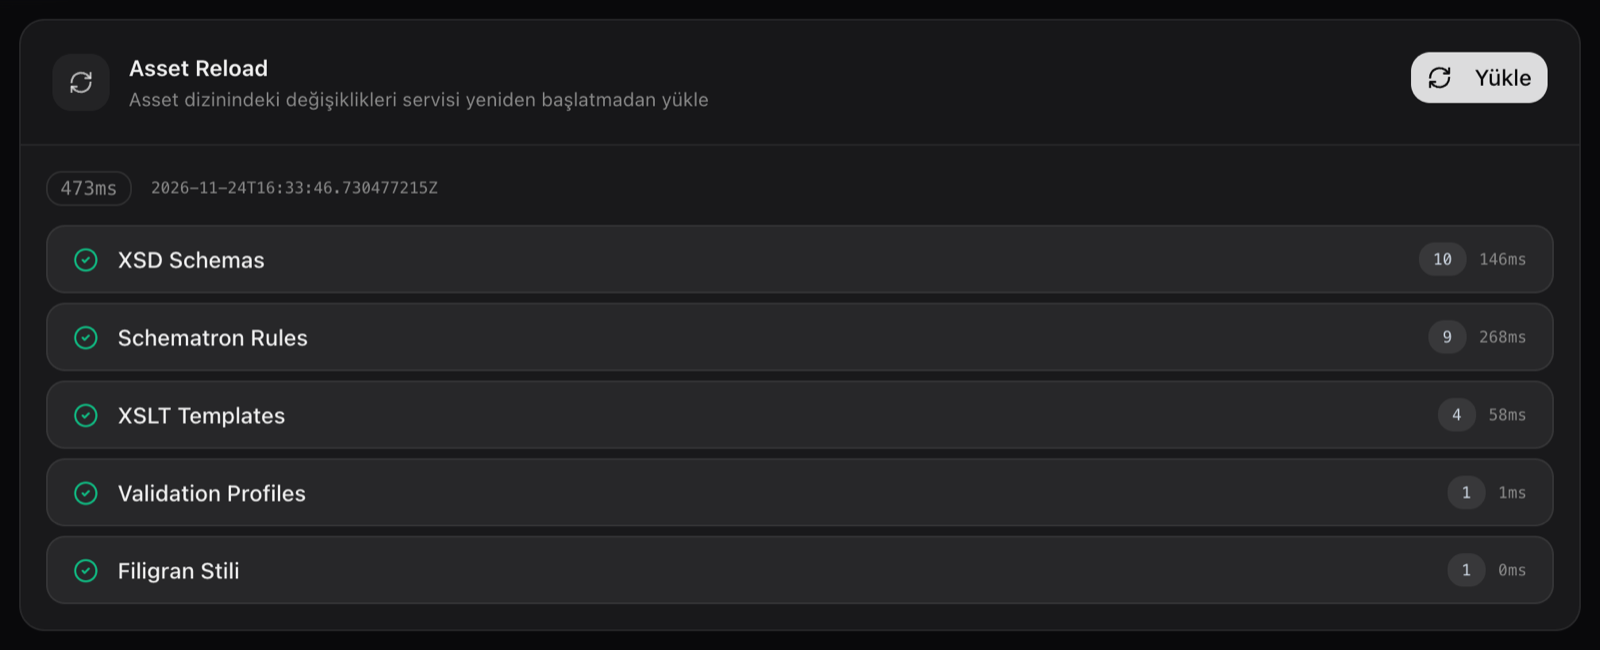 Asset Reload
Asset dizinindeki değişiklikleri servisi yeniden başlatmadan yükle
Yükle
473ms 2026-11-24T16:33:46.730477215Z
XSD Schemas 10 146ms
Schematron Rules 9 268ms
XSLT Templates 4 58ms
Validation Profiles 1 1ms
Filigran Stili 1 0ms